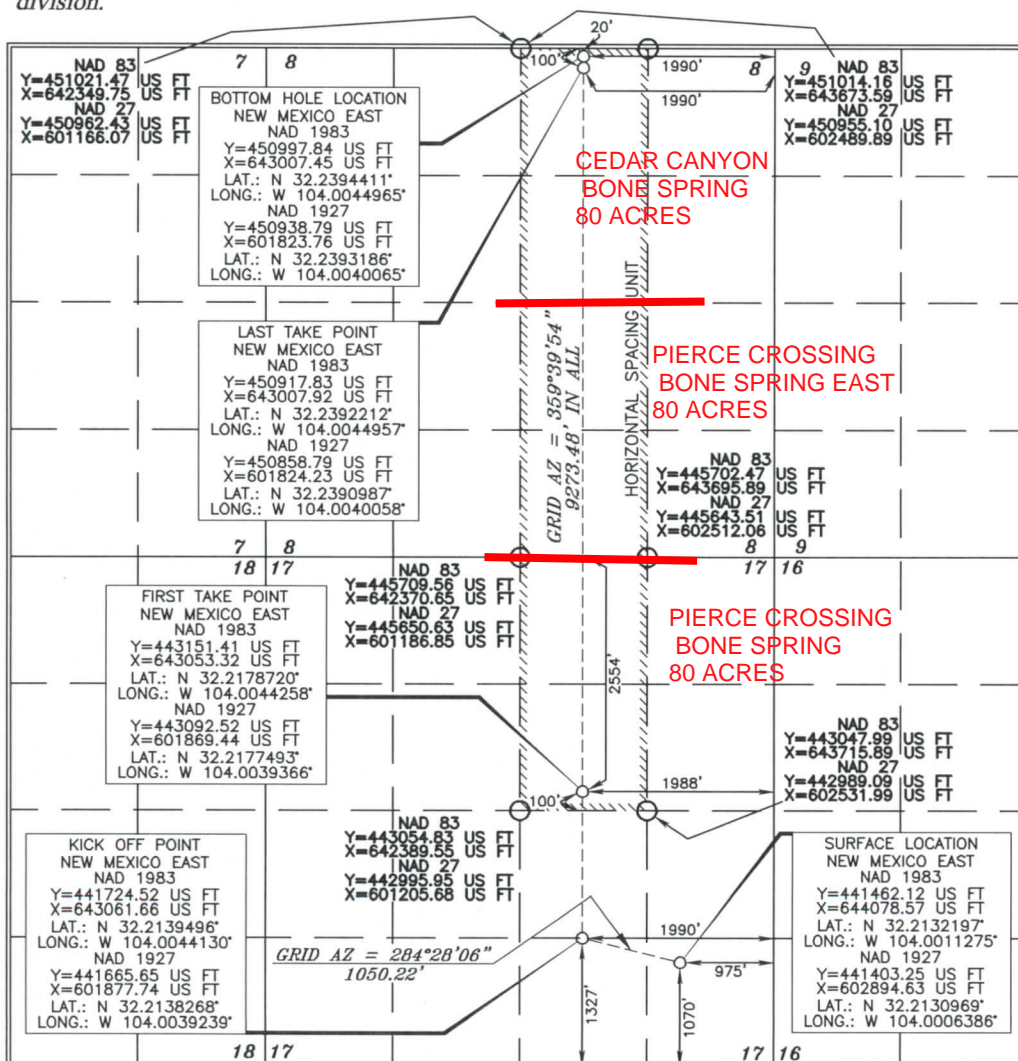 division.
20'
NAD 83
Y=451021.47 US FT
X=642349.75 US FT
NAD 27
Y=450962.43 US FT
X=601166.07 US FT
7 8
100'
1990'
1990'
8 9
NAD 83
Y=451014.16 US FT
X=643673.59 US FT
NAD 27
Y=450955.10 US FT
X=602489.89 US FT
BOTTOM HOLE LOCATION
NEW MEXICO EAST
NAD 1983
Y=450997.84 US FT
X=643007.45 US FT
LAT.: N 32.2394411°
LONG.: W 104.0044965°
NAD 1927
Y=450938.79 US FT
X=601823.76 US FT
LAT.: N 32.2393186°
LONG.: W 104.0040065°
CEDAR CANYON
BONE SPRING
80 ACRES
LAST TAKE POINT
NEW MEXICO EAST
NAD 1983
Y=450917.83 US FT
X=643007.92 US FT
LAT.: N 32.2392212°
LONG.: W 104.0044957°
NAD 1927
Y=450858.79 US FT
X=601824.23 US FT
LAT.: N 32.2390987°
LONG.: W 104.0040058°
GRID AZ = 359°39'54"
9273.48' IN ALL
HORIZONTAL SPACING UNIT
PIERCE CROSSING
BONE SPRING EAST
80 ACRES
NAD 83
Y=445702.47 US FT
X=643695.89 US FT
NAD 27
Y=445643.51 US FT
X=602512.06 US FT
7 8
18 17
8 9
17 16
NAD 83
Y=445709.56 US FT
X=642370.65 US FT
NAD 27
Y=445650.63 US FT
X=601186.85 US FT
FIRST TAKE POINT
NEW MEXICO EAST
NAD 1983
Y=443151.41 US FT
X=643053.32 US FT
LAT.: N 32.2178720°
LONG.: W 104.0044258°
NAD 1927
Y=443092.52 US FT
X=601869.44 US FT
LAT.: N 32.2177493°
LONG.: W 104.0039366°
2554'
PIERCE CROSSING
BONE SPRING
80 ACRES
100'
1988'
NAD 83
Y=443047.99 US FT
X=643715.89 US FT
NAD 27
Y=442989.09 US FT
X=602531.99 US FT
NAD 83
Y=443054.83 US FT
X=642389.55 US FT
NAD 27
Y=442995.95 US FT
X=601205.68 US FT
KICK OFF POINT
NEW MEXICO EAST
NAD 1983
Y=441724.52 US FT
X=643061.66 US FT
LAT.: N 32.2139496°
LONG.: W 104.0044130°
NAD 1927
Y=441665.65 US FT
X=601877.74 US FT
LAT.: N 32.2138268°
LONG.: W 104.0039239°
GRID AZ = 284°28'06"
1050.22'
1990'
975'
1327'
1070'
SURFACE LOCATION
NEW MEXICO EAST
NAD 1983
Y=441462.12 US FT
X=644078.57 US FT
LAT.: N 32.2132197°
LONG.: W 104.0011275°
NAD 1927
Y=441403.25 US FT
X=602894.63 US FT
LAT.: N 32.2130969°
LONG.: W 104.0006386°
18 17
17 16